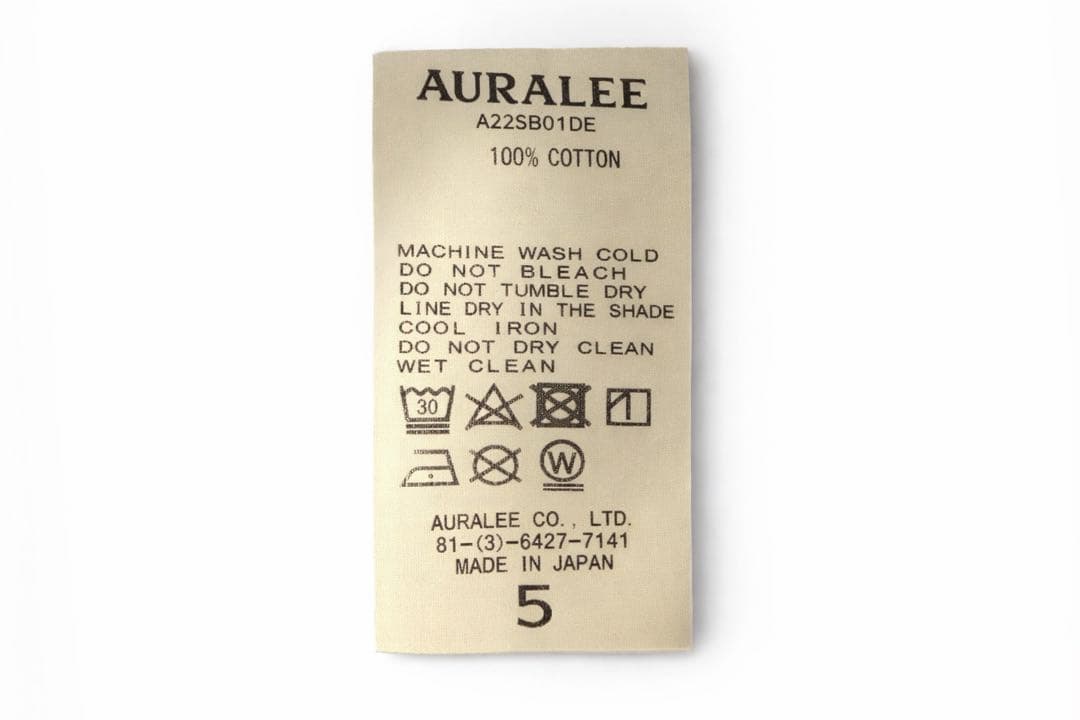 AURALEE
A22SB01DE
100% COTTON
MACHINE WASH COLD
DO NOT BLEACH
DO NOT TUMBLE DRY
LINE DRY IN THE SHADE
COOL IRON
DO NOT DRY CLEAN
WET CLEAN
30
W
AURALEE CO., LTD.
81-(3)-6427-7141
MADE IN JAPAN
5